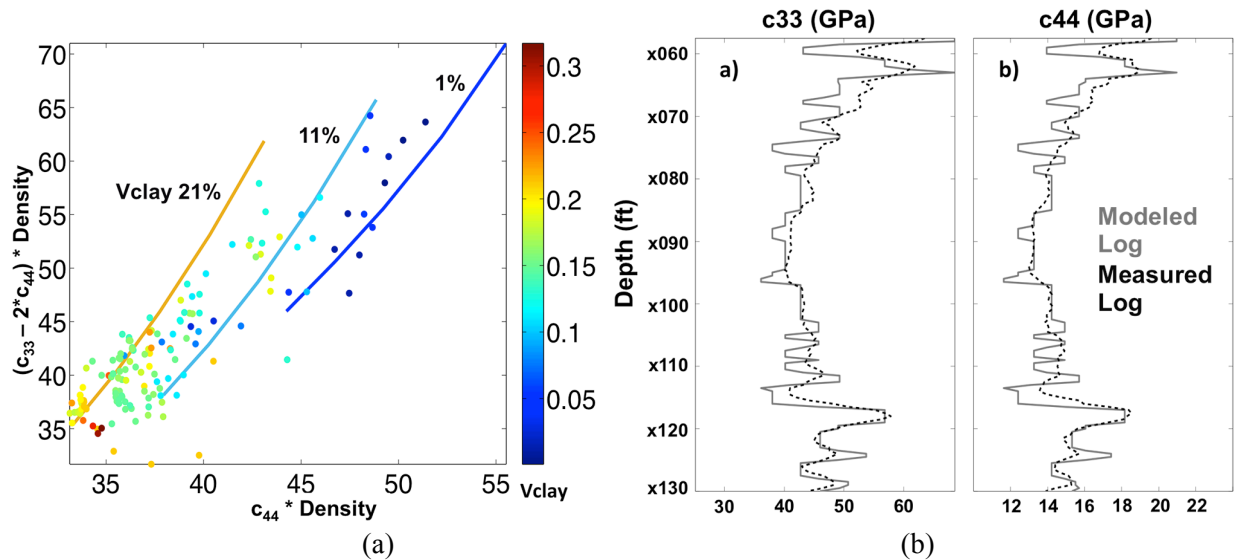 c33 (GPa)
c44 (GPa)
70
65
60
55
50
45
40
35
(c33 – 2*c44) * Density
35
40
45
50
55
c44 * Density
Vclay 21%
11%
1%
0.3
0.25
0.2
0.15
0.1
0.05
Vclay
(a)
Depth (ft)
x060
x070
x080
x090
x100
x110
x120
x130
a)
30
40
50
60
b)
Modeled
Log
Measured
Log
12
14
16
18
20
22
(b)